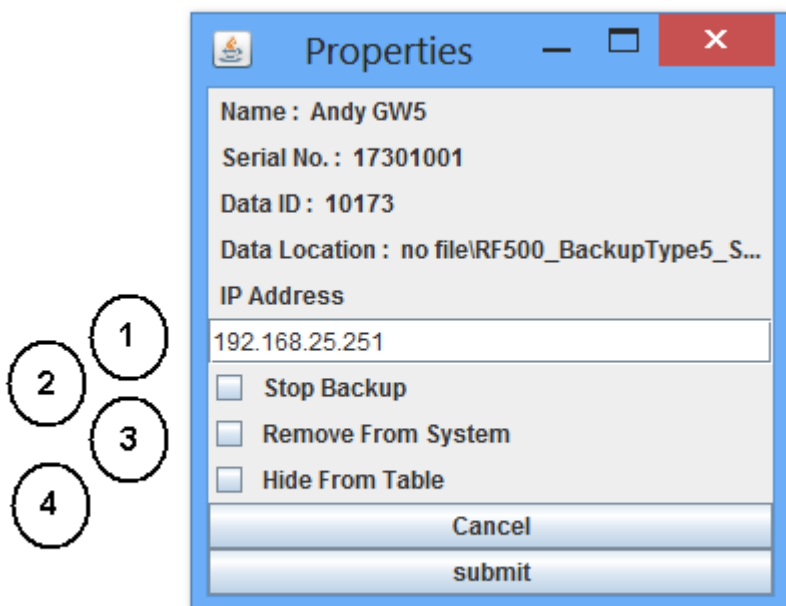 Properties
Name : Andy GW5
Serial No. : 17301001
Data ID : 10173
Data Location : no file\RF500_BackupType5_S...
IP Address
1
192.168.25.251
2
Stop Backup
3
Remove From System
4
Hide From Table
Cancel
submit